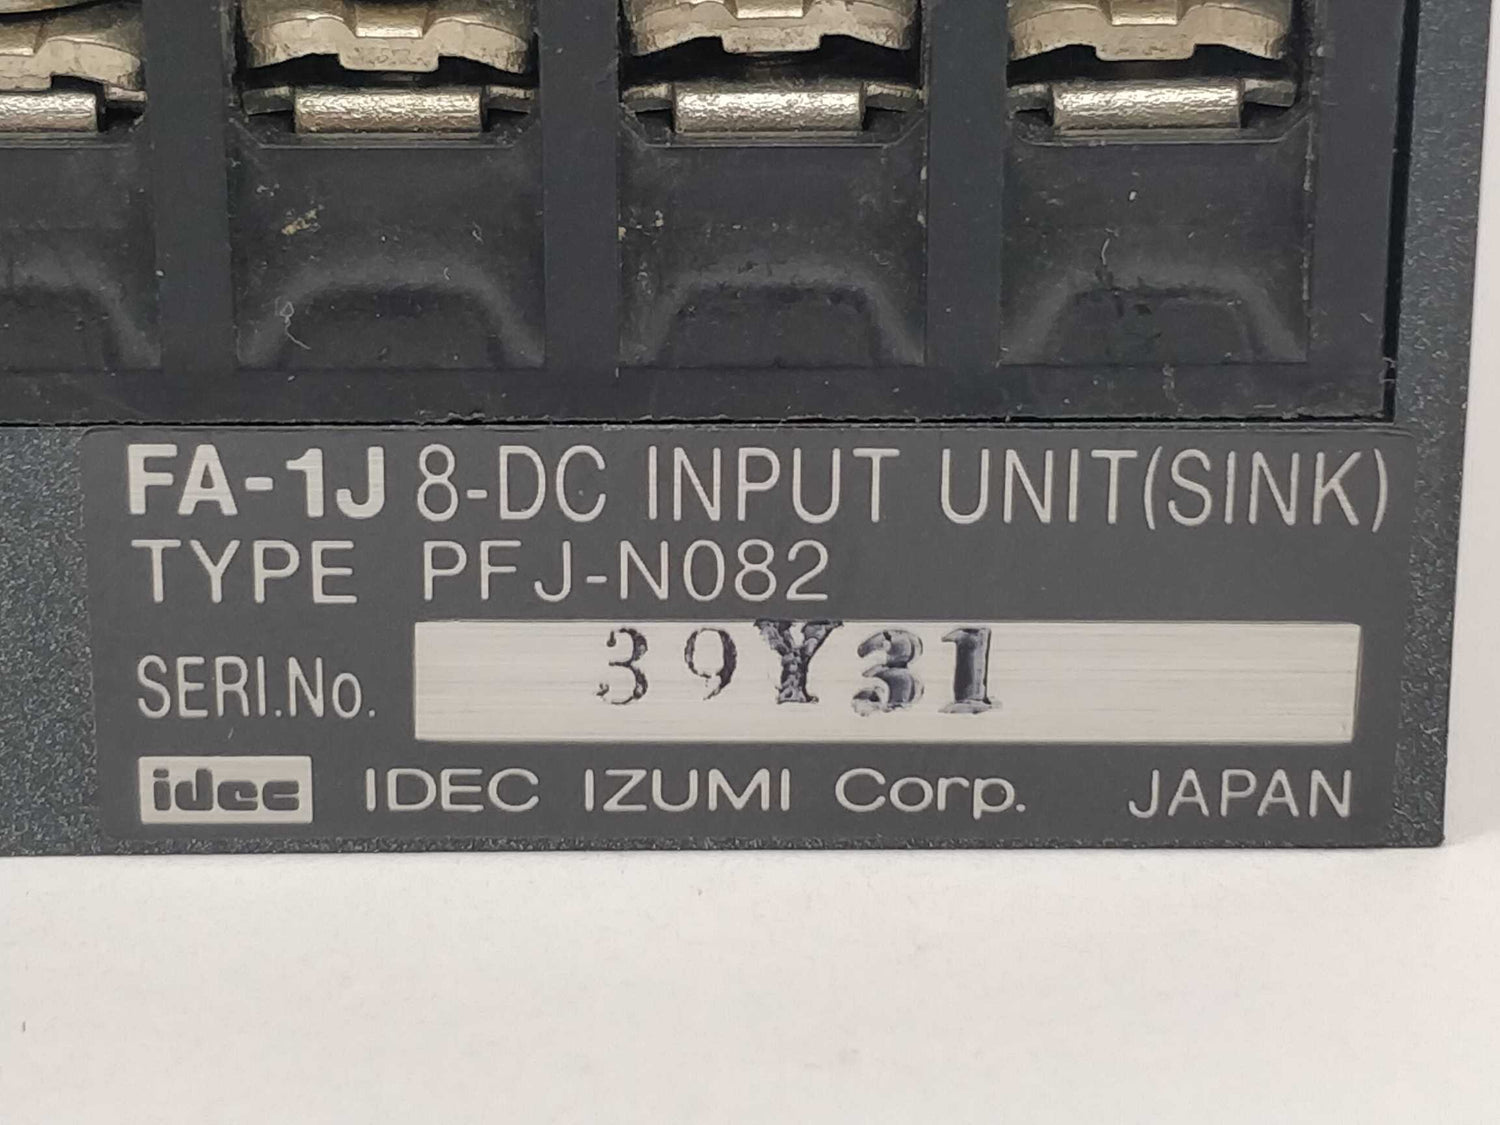 FA-1J 8-DC INPUT UNIT(SINK)
TYPE PFJ-N082
SERI.No. 39Y31
idec IDEC IZUMI Corp. JAPAN